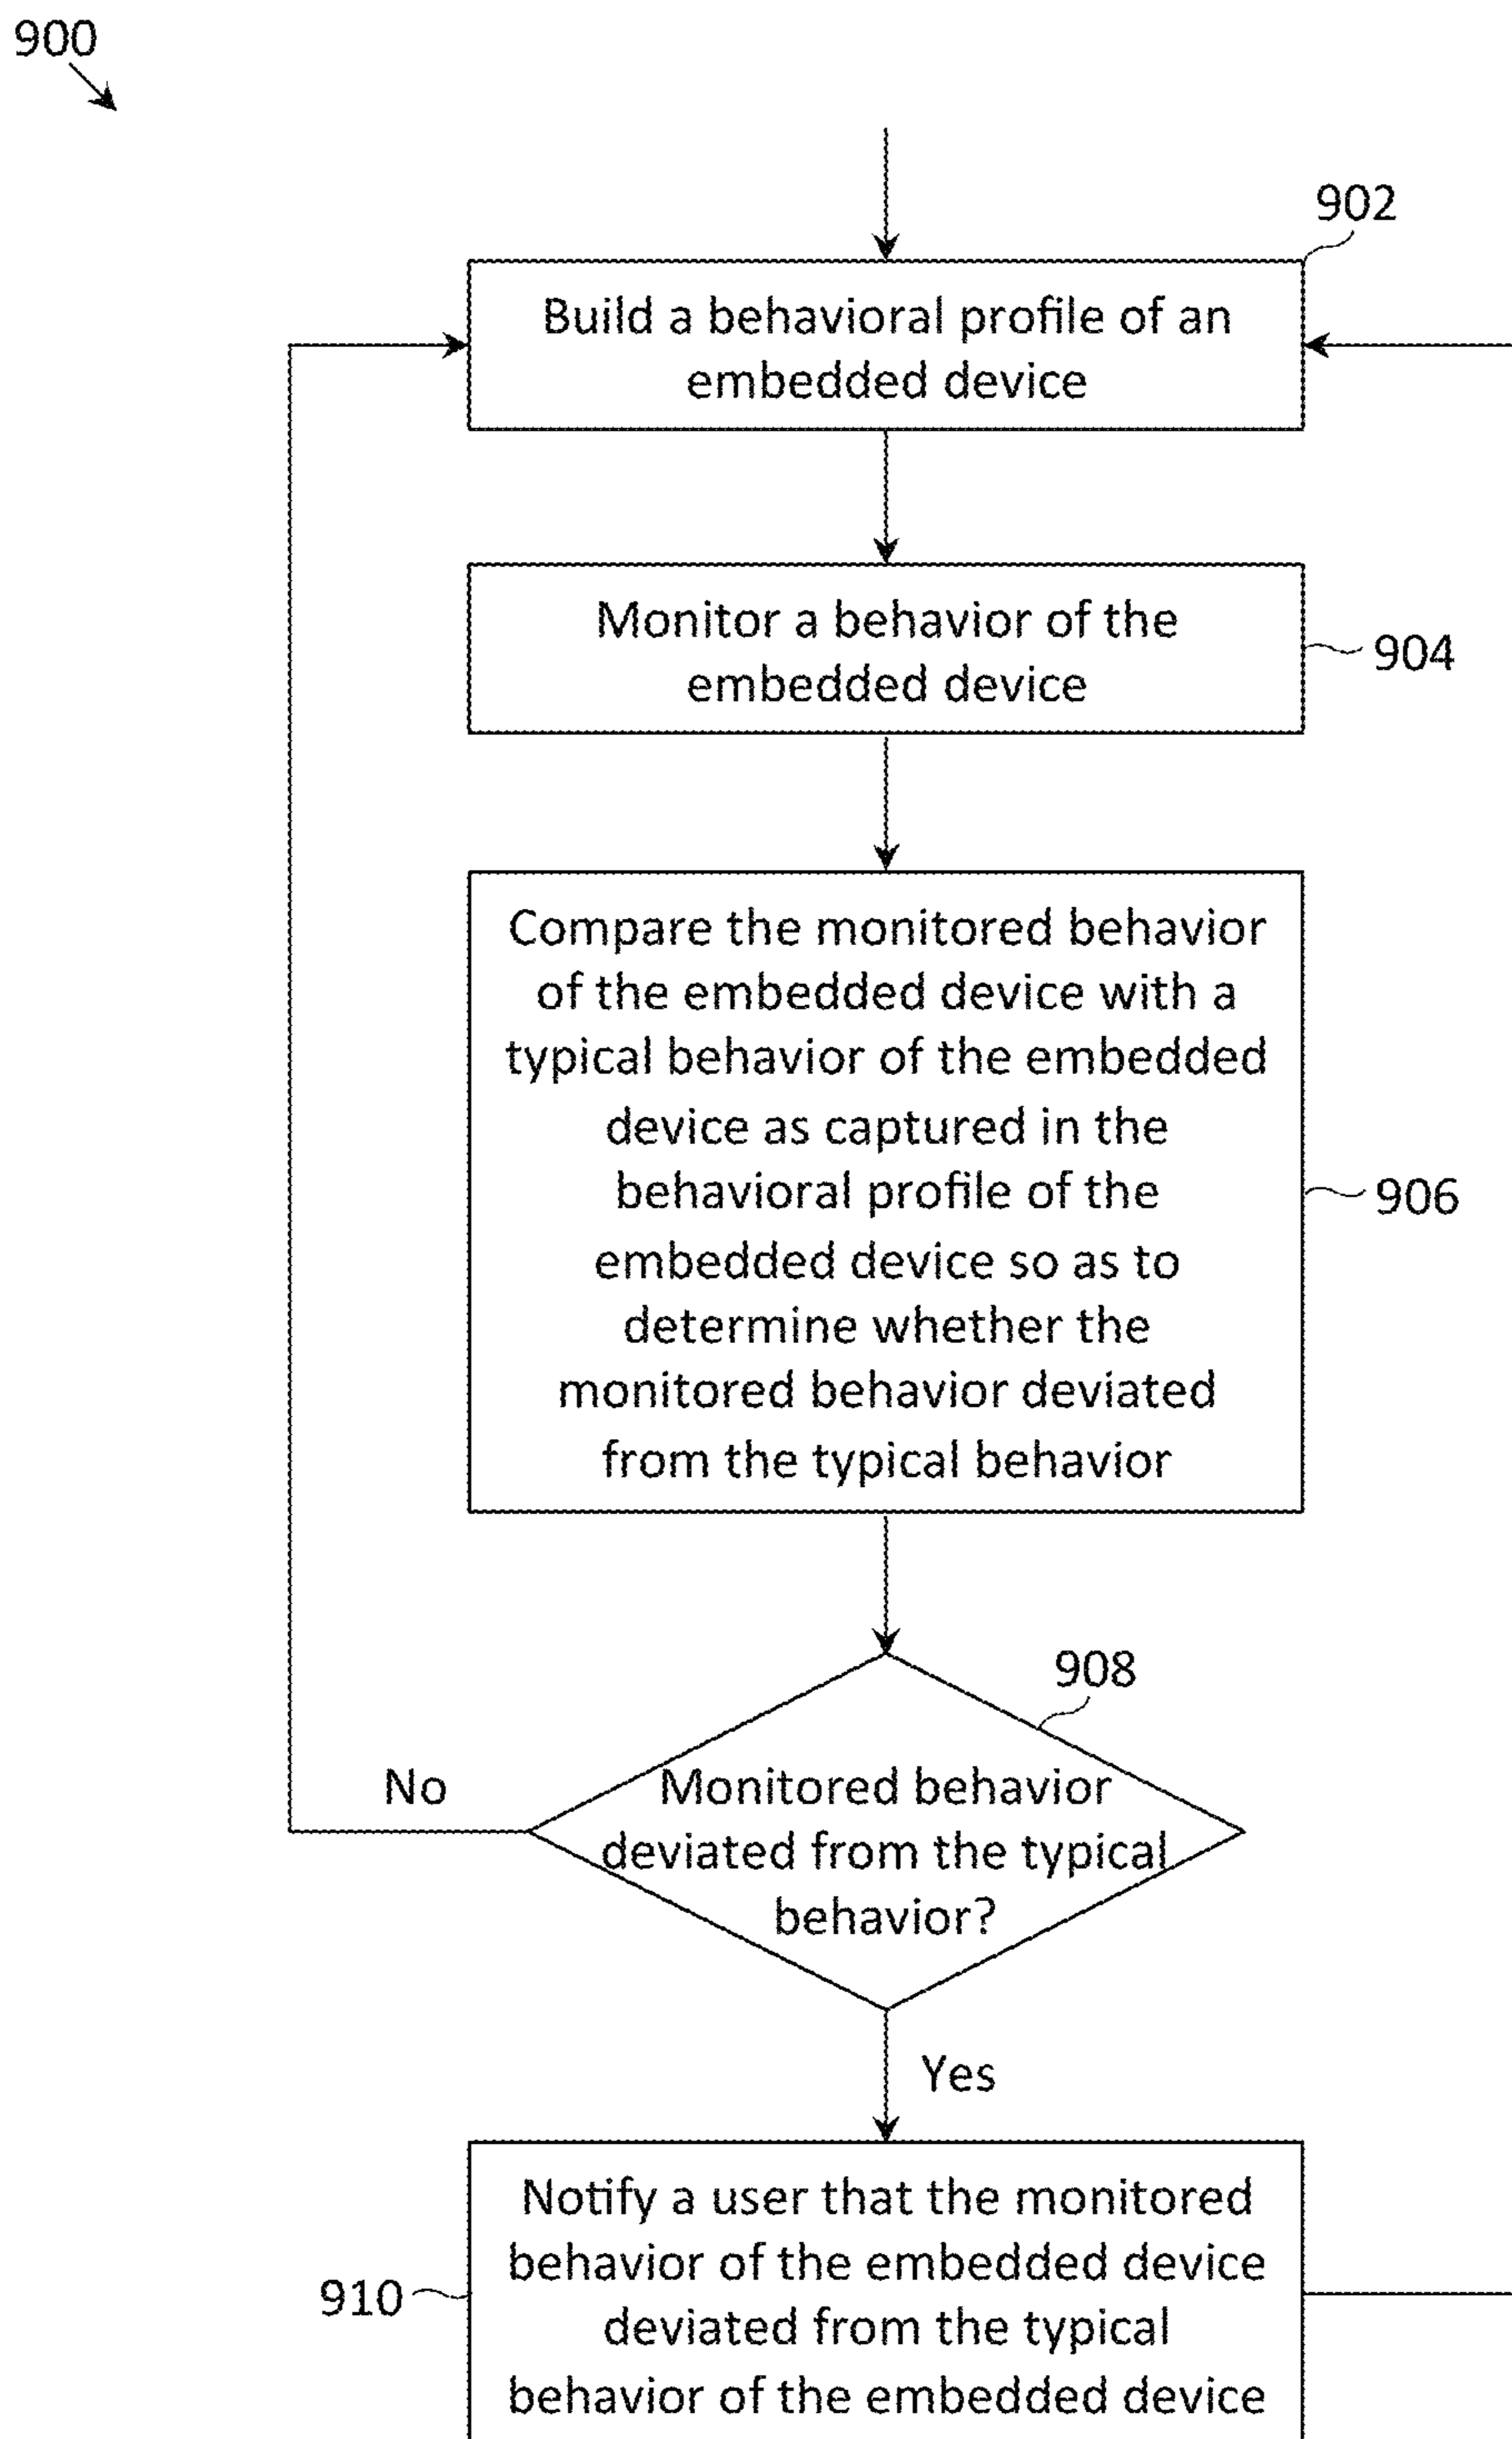 900
902
Build a behavioral profile of an
embedded device
Monitor a behavior of the
embedded device
904
Compare the monitored behavior
of the embedded device with a
typical behavior of the embedded
device as captured in the
behavioral profile of the
embedded device so as to
determine whether the
monitored behavior deviated
from the typical behavior
906
908
No
Monitored behavior
deviated from the typical
behavior?
Yes
Notify a user that the monitored
behavior of the embedded device
deviated from the typical
behavior of the embedded device
910